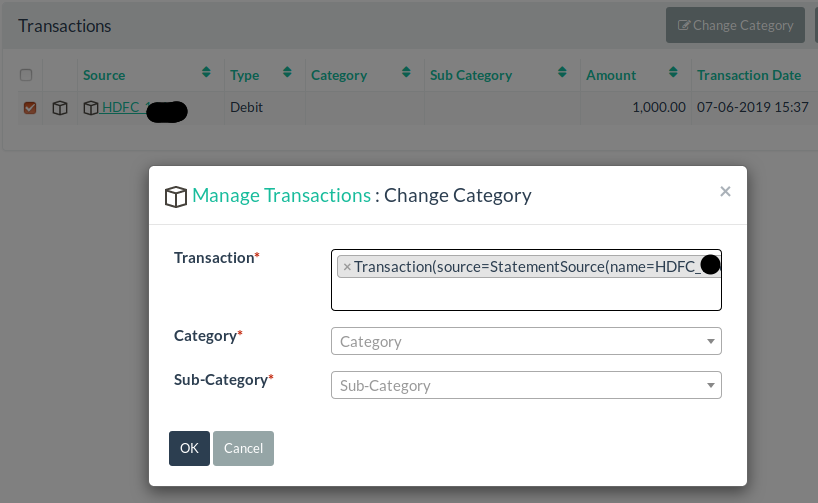 Transactions
Change Category
Source Type Category Sub Category Amount Transaction Date
HDFC_ Debit 1,000.00 07-06-2019 15:37
Manage Transactions : Change Category ×
Transaction*
× Transaction(source=StatementSource(name=HDFC_
Category* Category
Sub-Category* Sub-Category
OK Cancel